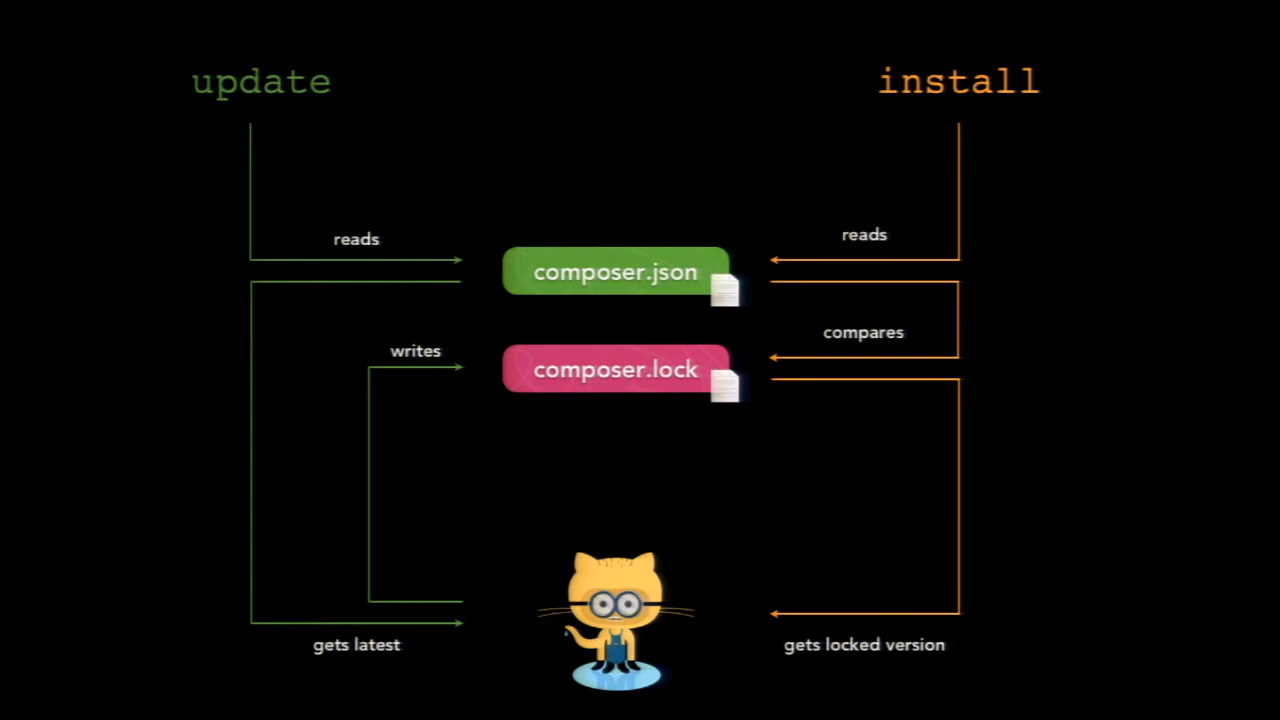 update
install
reads
reads
composer.json
compares
writes
composer.lock
gets latest
gets locked version